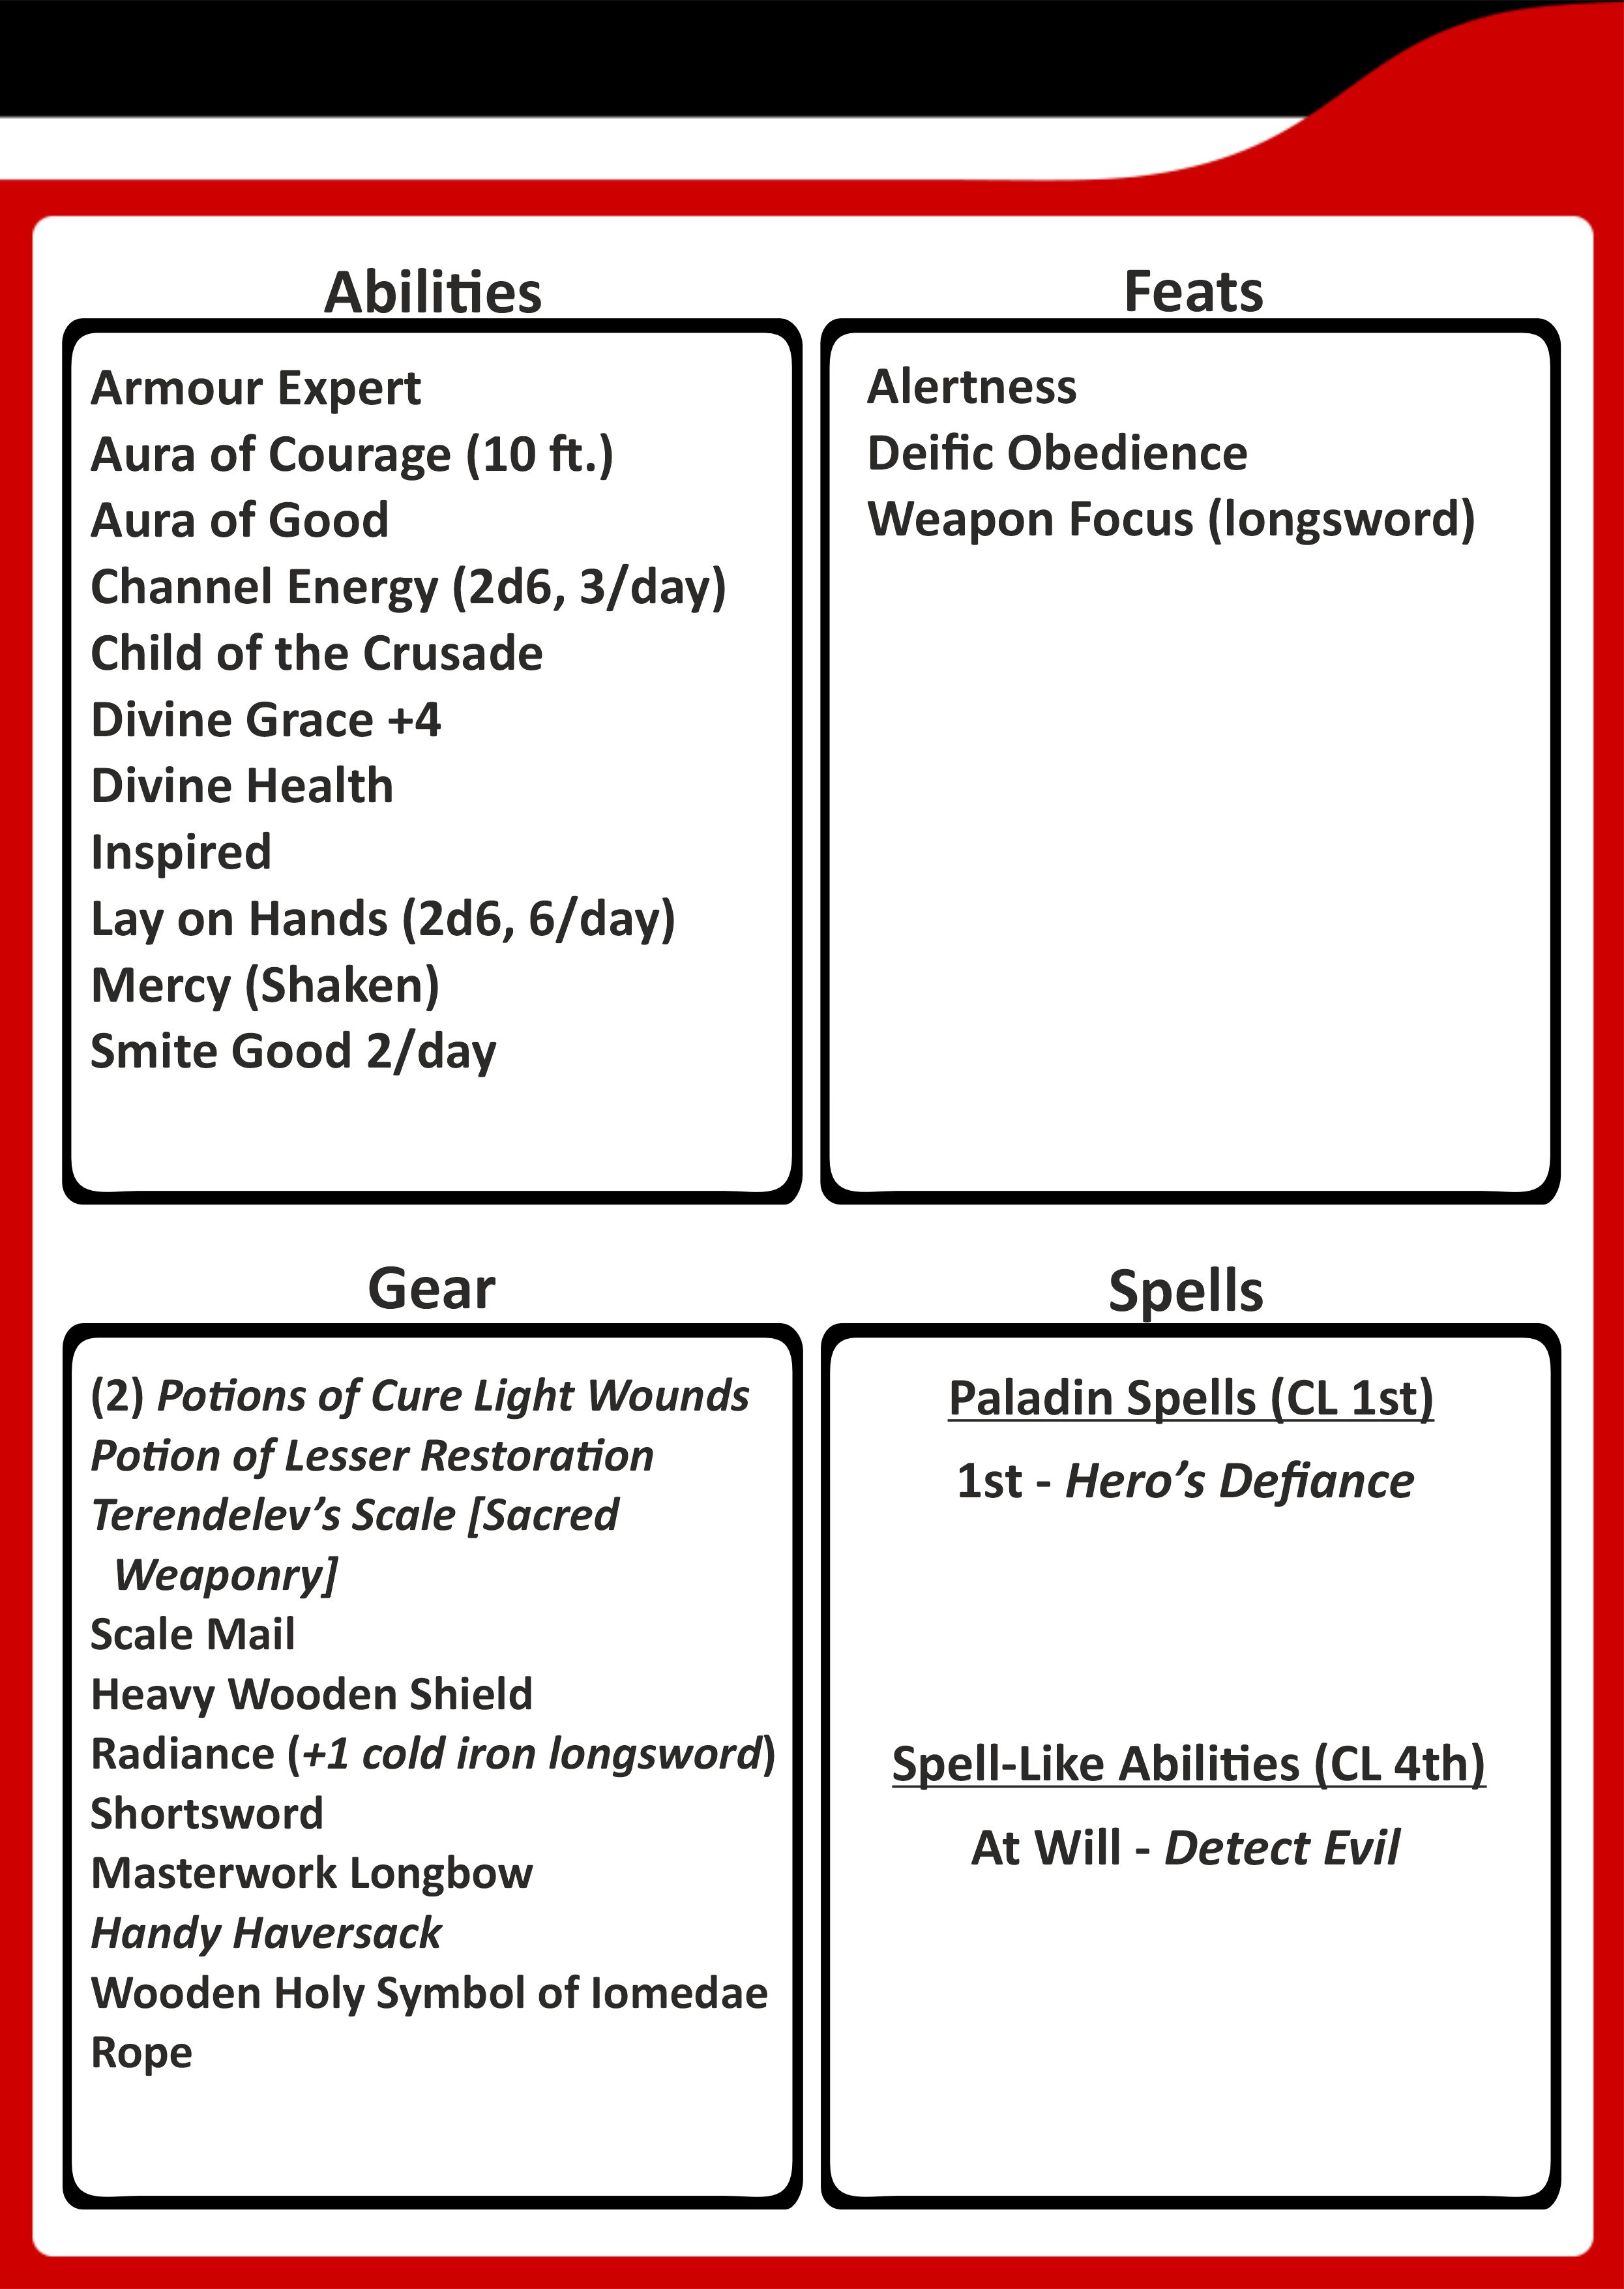 Abilities
Armour Expert
Aura of Courage (10 ft.)
Aura of Good
Channel Energy (2d6, 3/day)
Child of the Crusade
Divine Grace +4
Divine Health
Inspired
Lay on Hands (2d6, 6/day)
Mercy (Shaken)
Smite Good 2/day
Feats
Alertness
Deific Obedience
Weapon Focus (longsword)
Gear
(2) Potions of Cure Light Wounds
Potion of Lesser Restoration
Terendelev’s Scale [Sacred
Weaponry]
Scale Mail
Heavy Wooden Shield
Radiance (+1 cold iron longsword)
Shortsword
Masterwork Longbow
Handy Haversack
Wooden Holy Symbol of Iomedae
Rope
Spells
Paladin Spells (CL 1st)
1st - Hero’s Defiance
Spell-Like Abilities (CL 4th)
At Will - Detect Evil